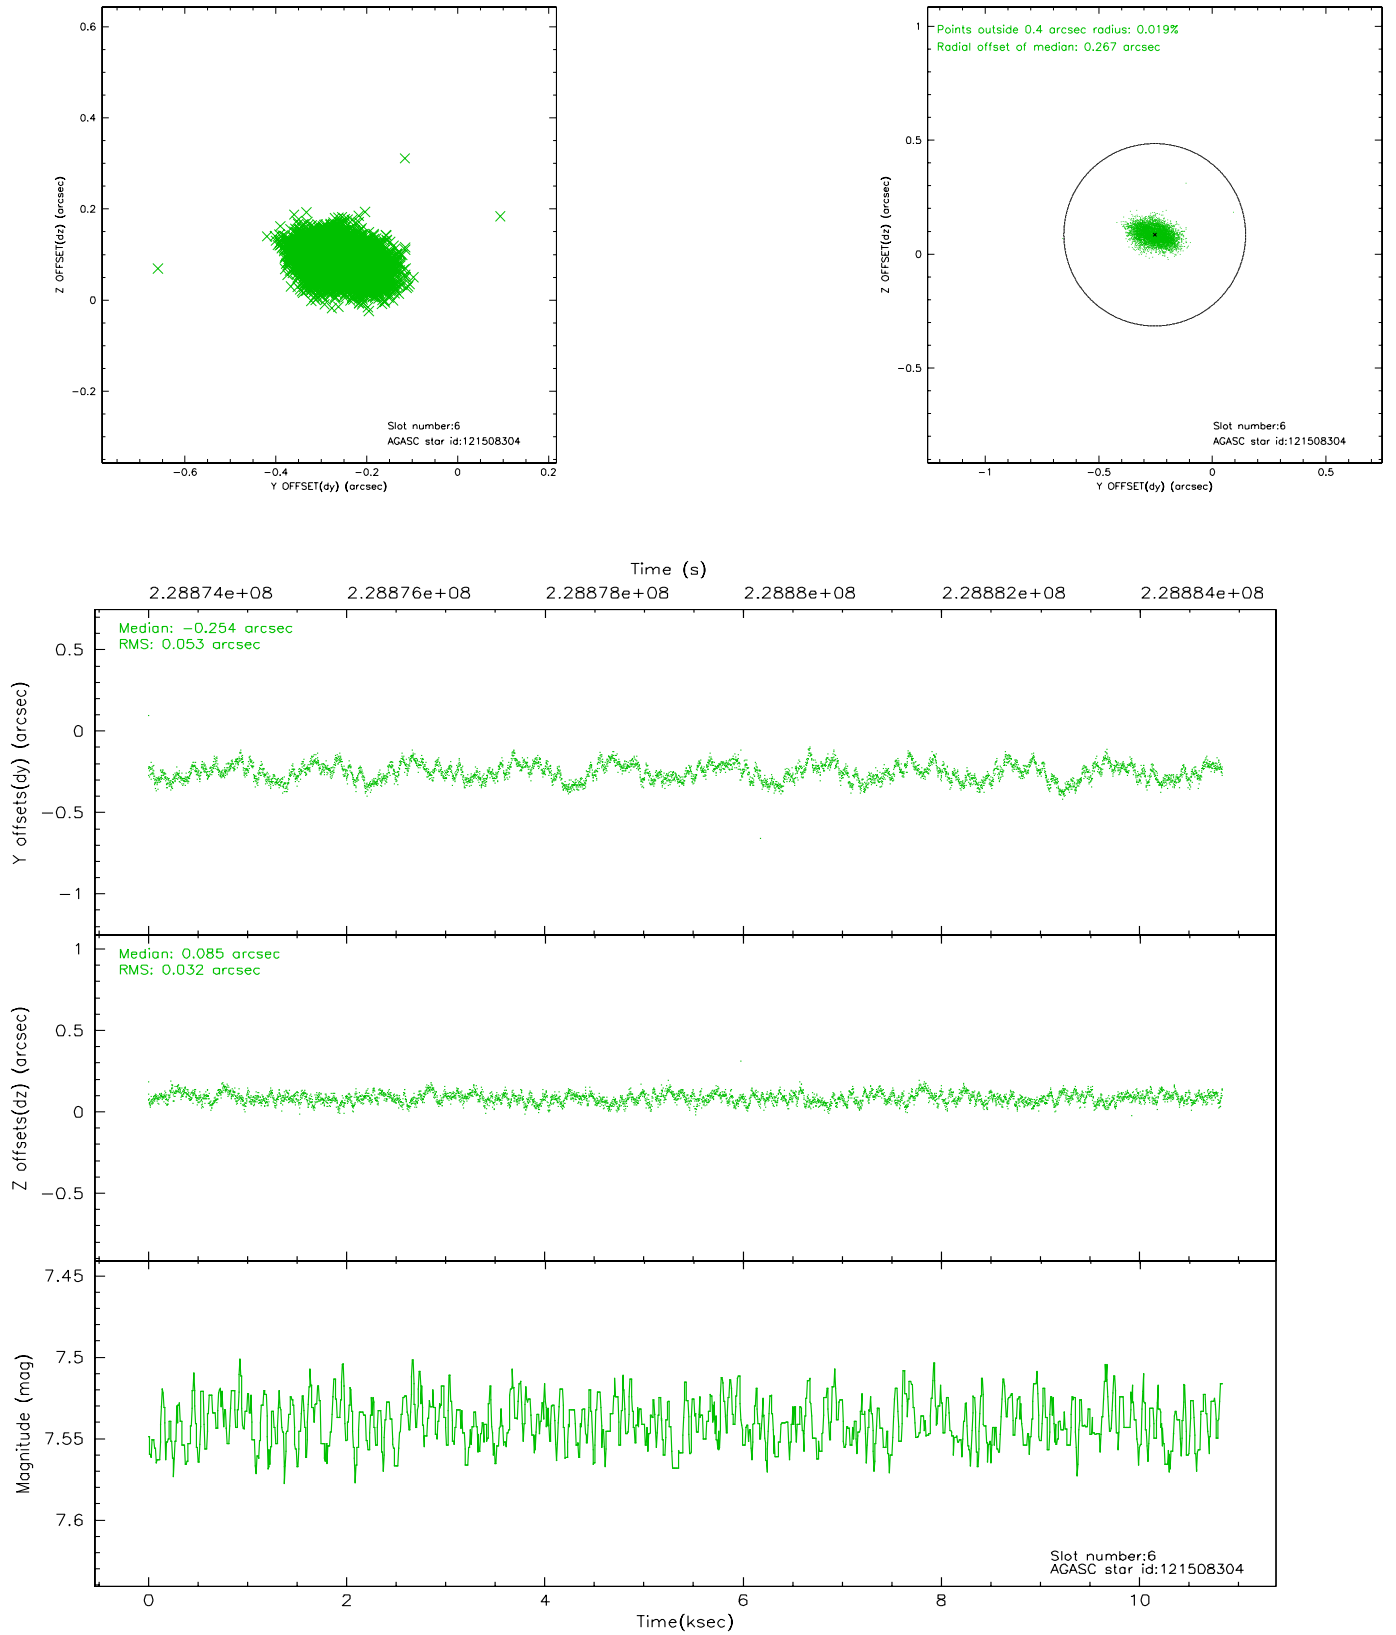 0.6
0.4
0.2
0
−0.2
Z OFFSET(dz) (arcsec)
Slot number:6
AGASC star id:121508304
−0.6
−0.4
−0.2
0
0.2
Y OFFSET(dy) (arcsec)
Points outside 0.4 arcsec radius: 0.019%
Radial offset of median: 0.267 arcsec
1
0.5
0
−0.5
Z OFFSET(dz) (arcsec)
Slot number:6
AGASC star id:121508304
−1
−0.5
0
0.5
Y OFFSET(dy) (arcsec)
Time (s)
2.28874e+08
2.28876e+08
2.28878e+08
2.2888e+08
2.28882e+08
2.28884e+08
Median: −0.254 arcsec
RMS: 0.053 arcsec
0.5
0
−0.5
−1
Y offsets(dy) (arcsec)
Median: 0.085 arcsec
RMS: 0.032 arcsec
1
0.5
0
−0.5
Z offsets(dz) (arcsec)
7.45
7.5
7.55
7.6
Magnitude (mag)
Slot number:6
AGASC star id:121508304
0
2
4
6
8
10
Time(ksec)